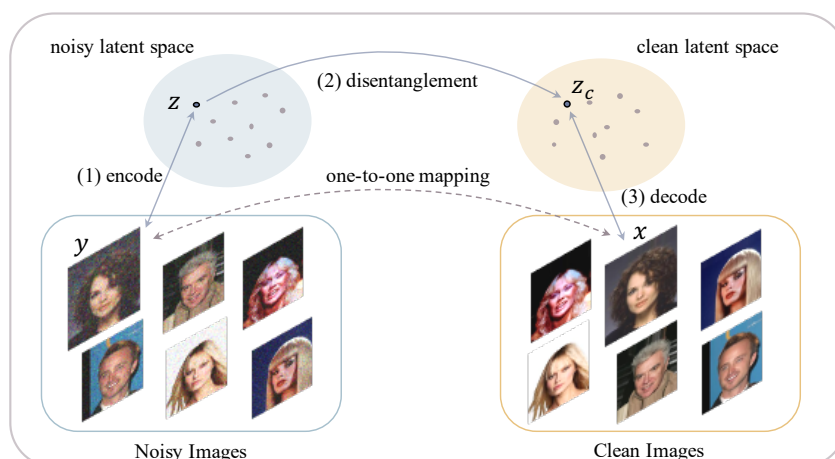 noisy latent space
clean latent space
(2) disentanglement
z
z_c
(1) encode
one-to-one mapping
(3) decode
y
x
Noisy Images
Clean Images